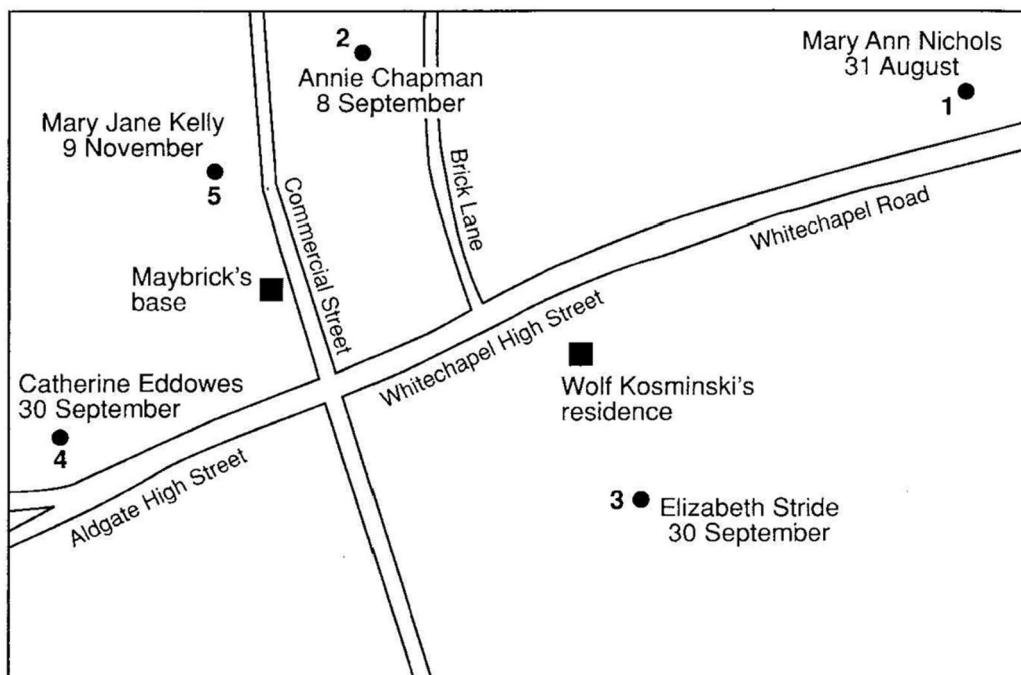 2
Annie Chapman
8 September
Mary Ann Nichols
31 August
1
Mary Jane Kelly
9 November
5
Commercial Street
Brick Lane
Whitechapel Road
Maybrick's
base
Whitechapel High Street
Wolf Kosminski's
residence
Catherine Eddowes
30 September
4
Aldgate High Street
3
Elizabeth Stride
30 September